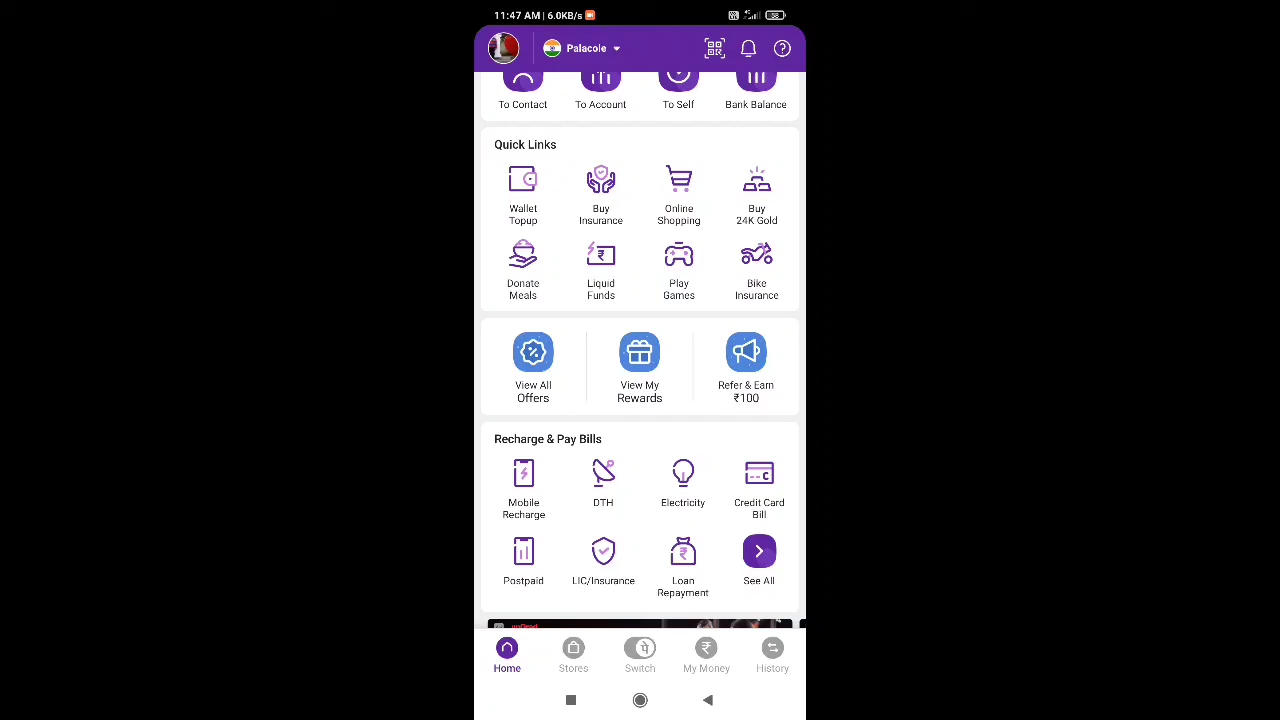 11:47 AM | 6.0KB/s
58
Palacole
To Contact To Account To Self Bank Balance
Quick Links
Wallet Topup
Buy Insurance
Online Shopping
Buy 24K Gold
Donate Meals
Liquid Funds
Play Games
Bike Insurance
View All Offers
View My Rewards
Refer & Earn ₹100
Recharge & Pay Bills
Mobile Recharge
DTH
Electricity
Credit Card Bill
Postpaid
LIC/Insurance
Loan Repayment
See All
Home Stores Switch My Money History